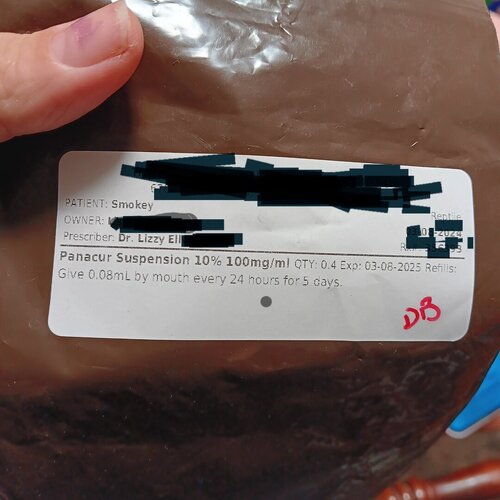 PATIENT: Smokey
Reptile
OWNER:
Prescriber: Dr. Lizzy Ell
Panacur Suspension 10% 100mg/ml QTY: 0.4 Exp: 03-08-2025 Refills:
Give 0.08mL by mouth every 24 hours for 5 days.
DB